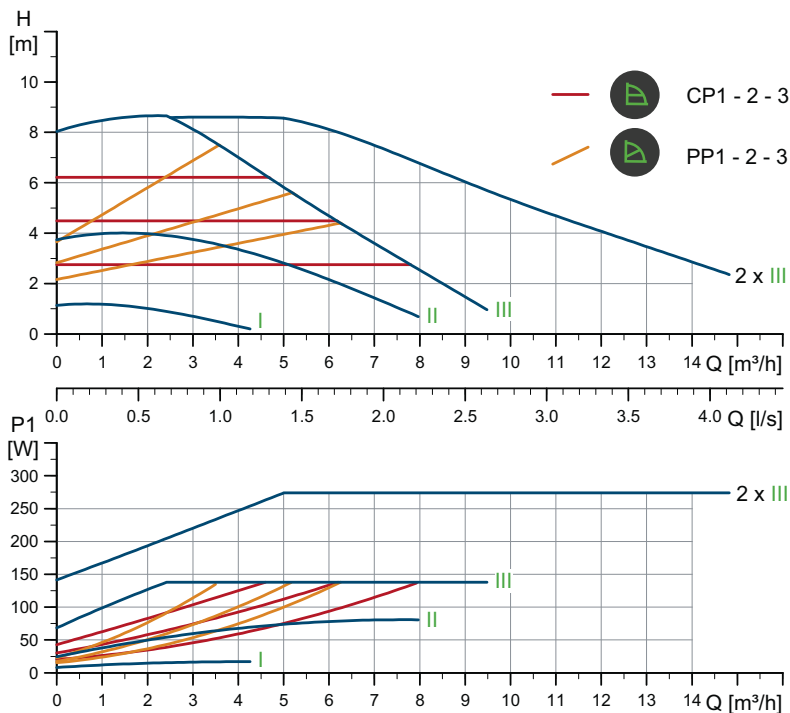 H
[m]
10
8
6
4
2
0
CP1 - 2 - 3
PP1 - 2 - 3
2 x III
III
II
I
0 1 2 3 4 5 6 7 8 9 10 11 12 13 14 Q [m³/h]
0.0 0.5 1.0 1.5 2.0 2.5 3.0 3.5 4.0 Q [l/s]
P1
[W]
300
250
200
150
100
50
0
2 x III
III
II
I
0 1 2 3 4 5 6 7 8 9 10 11 12 13 14 Q [m³/h]